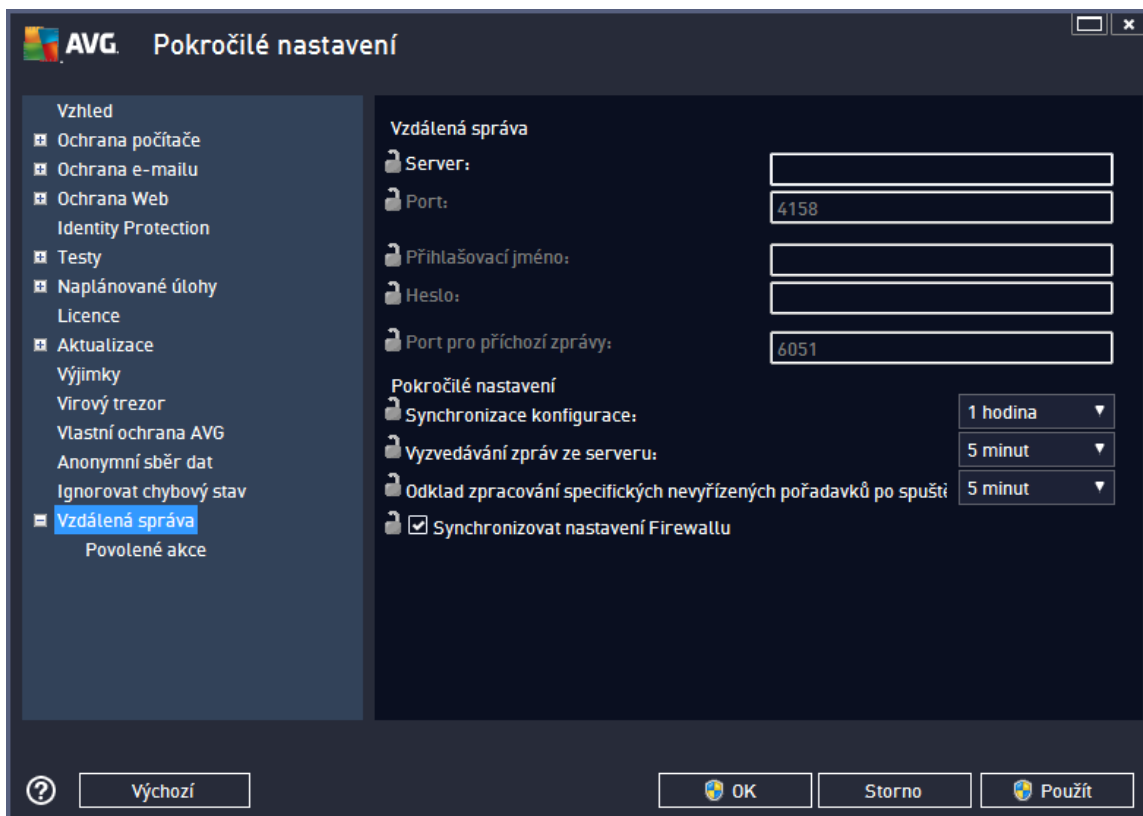 AVG. Pokročilé nastavení
Vzhled
Ochrana počítače
Ochrana e-mailu
Ochrana Web
Identity Protection
Testy
Naplánované úlohy
Licence
Aktualizace
Výjimky
Virový trezor
Vlastní ochrana AVG
Anonymní sběr dat
Ignorovat chybový stav
Vzdálená správa
Povolené akce
Vzdálená správa
Server:
Port: 4158
Přihlašovací jméno:
Heslo:
Port pro příchozí zprávy: 6051
Pokročilé nastavení
Synchronizace konfigurace: 1 hodina
Vyzvedávání zpráv ze serveru: 5 minut
Odklad zpracování specifických nevyřízených pořadavků po spuště 5 minut
Synchronizovat nastavení Firewallu
? Výchozí OK Storno Použít